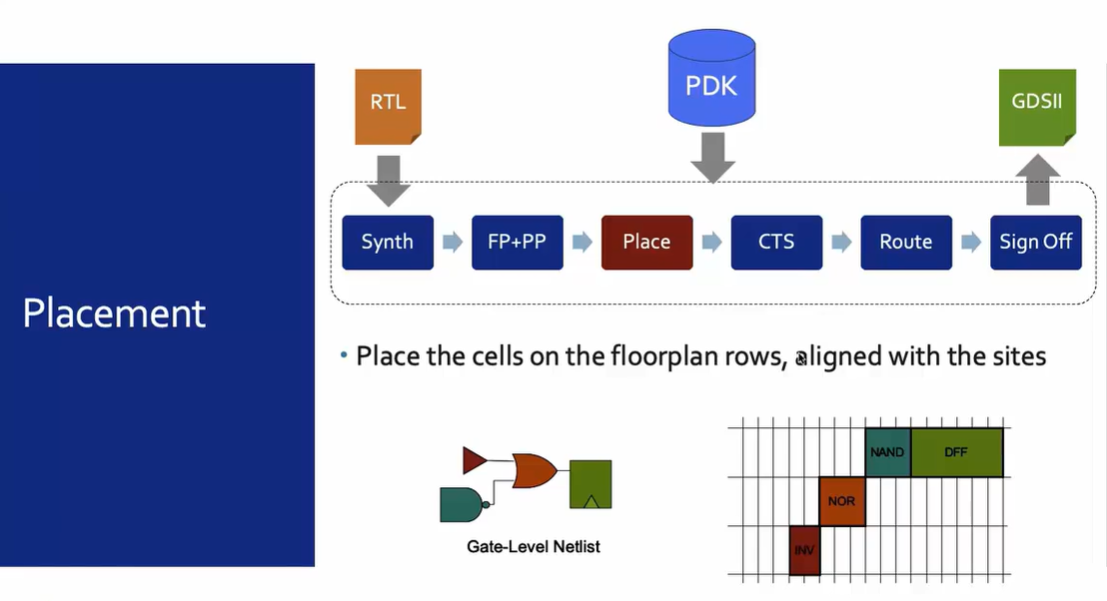 RTL
PDK
GDSII
Synth
FP+PP
Place
CTS
Route
Sign Off
Placement
• Place the cells on the floorplan rows, aligned with the sites
NAND
DFF
NOR
INV
Gate-Level Netlist